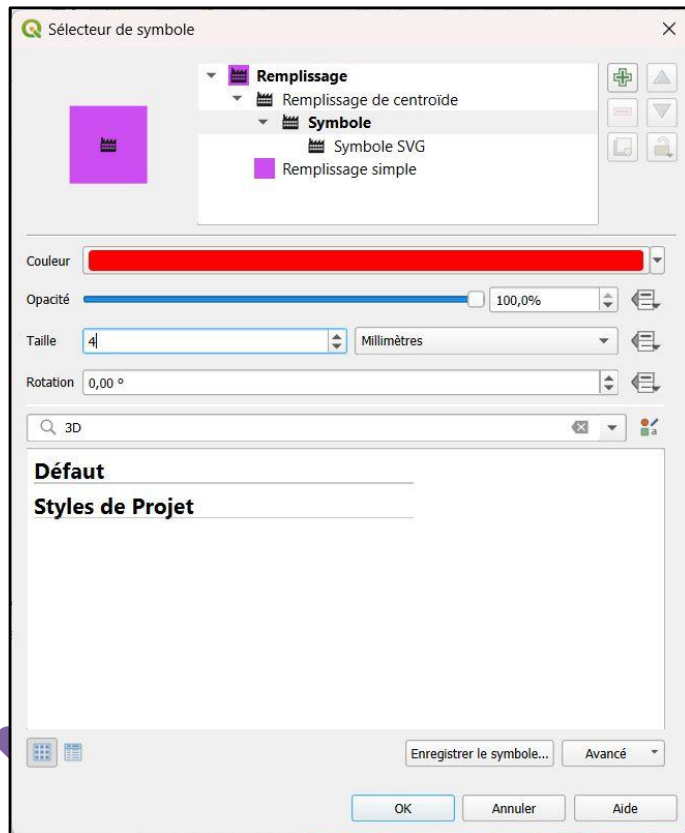 Sélecteur de symbole
Remplissage
Remplissage de centroïde
Symbole
Symbole SVG
Remplissage simple
Couleur
Opacité 100,0%
Taille 4 Millimètres
Rotation 0,00 °
3D
a
Défaut
Styles de Projet
Enregistrer le symbole... Avancé
OK Annuler Aide